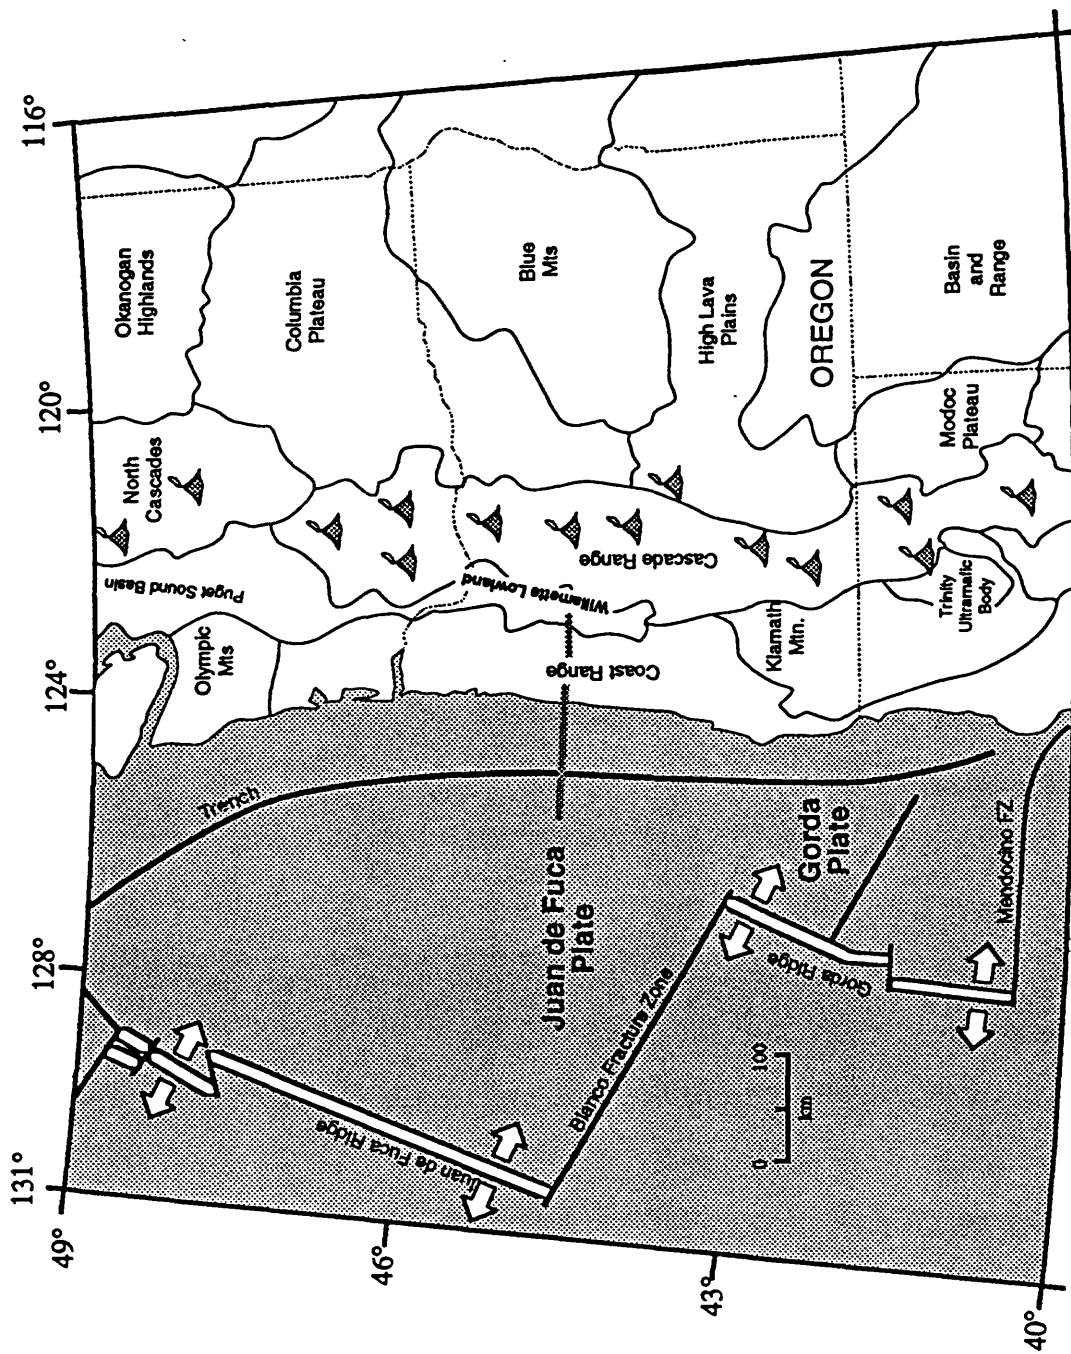 131°
128°
124°
120°
116°
49°
46°
43°
40°
Okanogan
Highlands
North
Cascades
Puget Sound Basin
Olympic
Mts
Columbia
Plateau
Trench
Blue
Mts
Cascade Range
Willamette Lowland
Coast Range
Juan de Fuca
Plate
Juan de Fuca Ridge
Blanco Fracture Zone
High Lava
Plains
OREGON
Klamath
Mtn.
Gorda
Plate
Gorda Ridge
0
100
km
Basin
and
Range
Modoc
Plateau
Trinity
Ultramafic
Body
Mendocino FZ